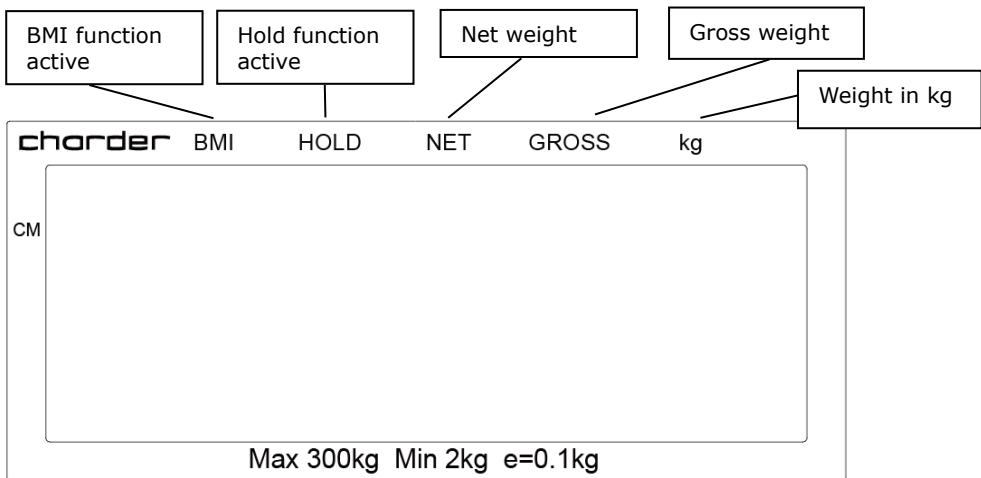 BMI function
active
Hold function
active
Net weight
Gross weight
Weight in kg
charder BMI HOLD NET GROSS kg
CM
Max 300kg Min 2kg e=0.1kg